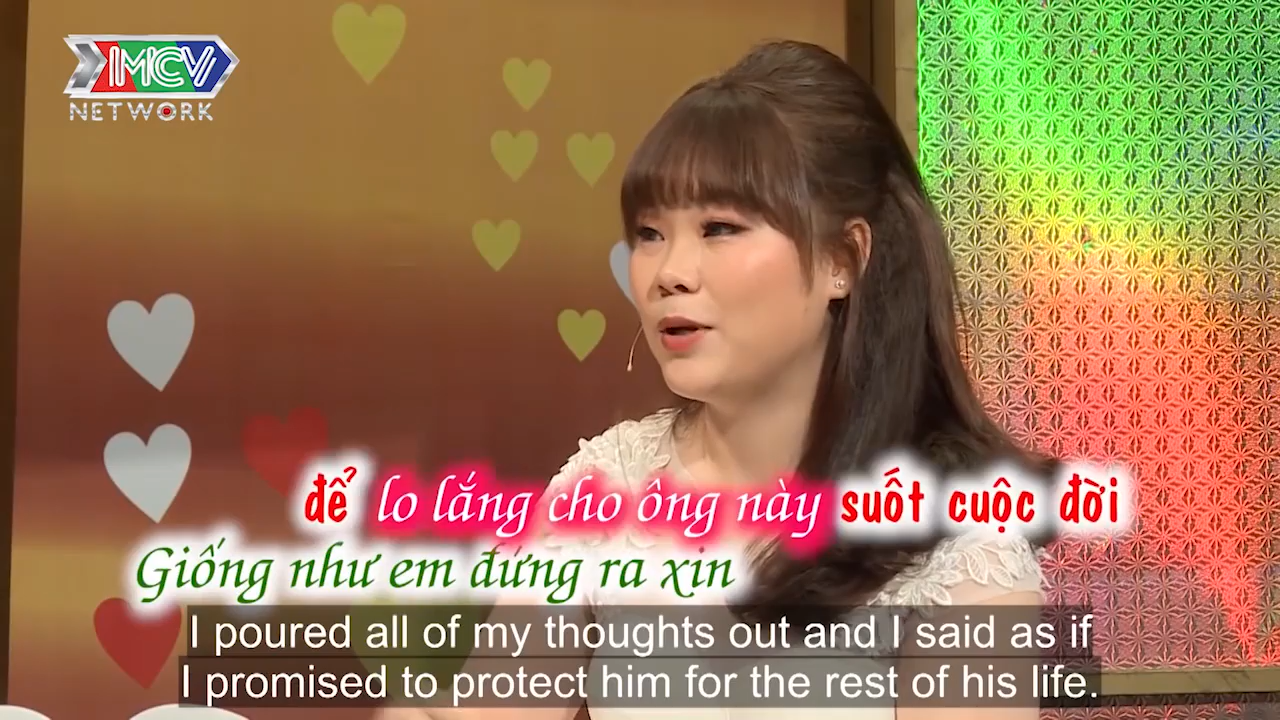 MCV
NETWORK
để lo lắng cho ông này suốt cuộc đời
Giống như em đứng ra xin
I poured all of my thoughts out and I said as if
I promised to protect him for the rest of his life.